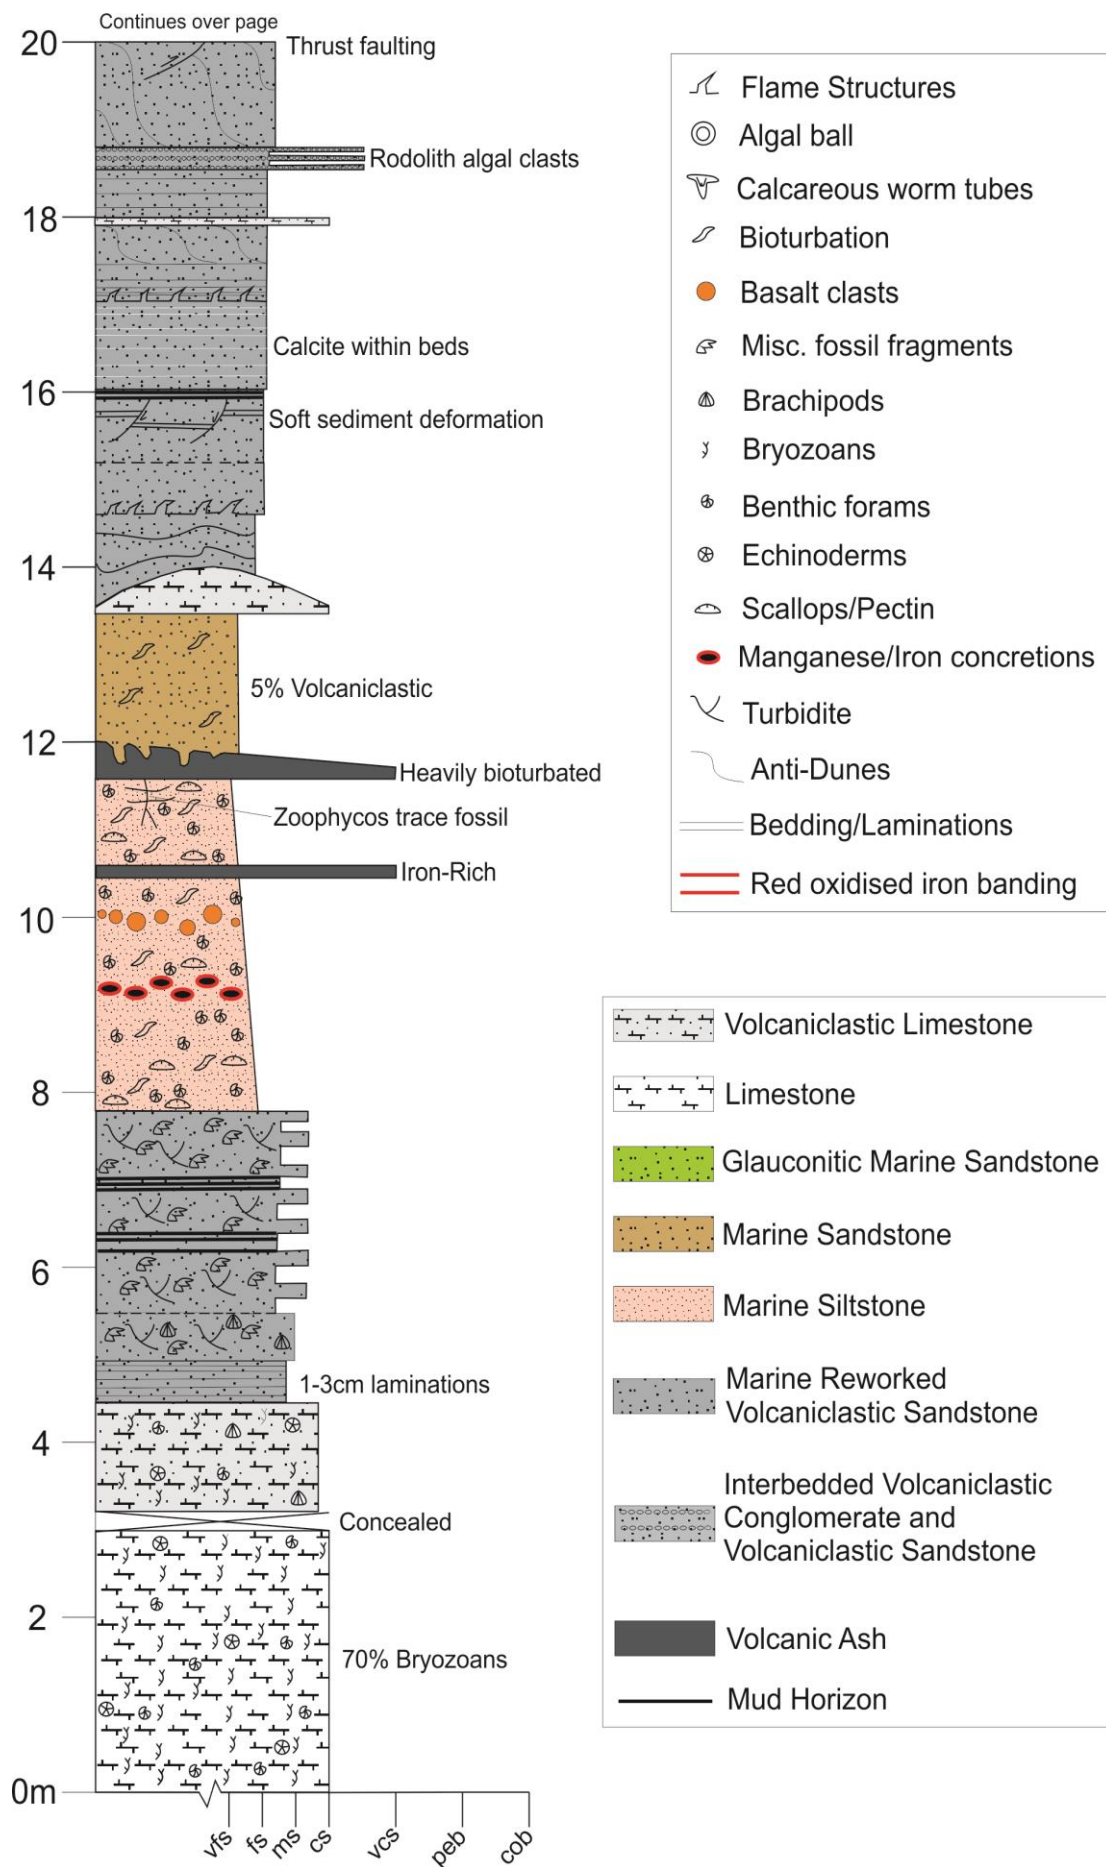 Continues over page
20
Thrust faulting
Rodolith algal clasts
18
Calcite within beds
16
Soft sediment deformation
14
5% Volcaniclastic
12
Heavily bioturbated
Zoophycos trace fossil
Iron-Rich
10
8
6
1-3cm laminations
4
Concealed
2
70% Bryozoans
0m
vfs
fs
ms
cs
vcs
peb
cob
Flame Structures
Algal ball
Calcareous worm tubes
Bioturbation
Basalt clasts
Misc. fossil fragments
Brachipods
Bryozoans
Benthic forams
Echinoderms
Scallops/Pectin
Manganese/Iron concretions
Turbidite
Anti-Dunes
Bedding/Laminations
Red oxidised iron banding
Volcaniclastic Limestone
Limestone
Glauconitic Marine Sandstone
Marine Sandstone
Marine Siltstone
Marine Reworked
Volcaniclastic Sandstone
Interbedded Volcaniclastic
Conglomerate and
Volcaniclastic Sandstone
Volcanic Ash
Mud Horizon